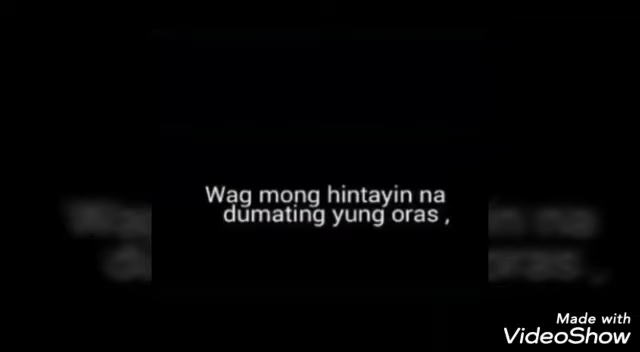 Wag mong hintayin na
dumating yung oras ,
Made with
VideoShow